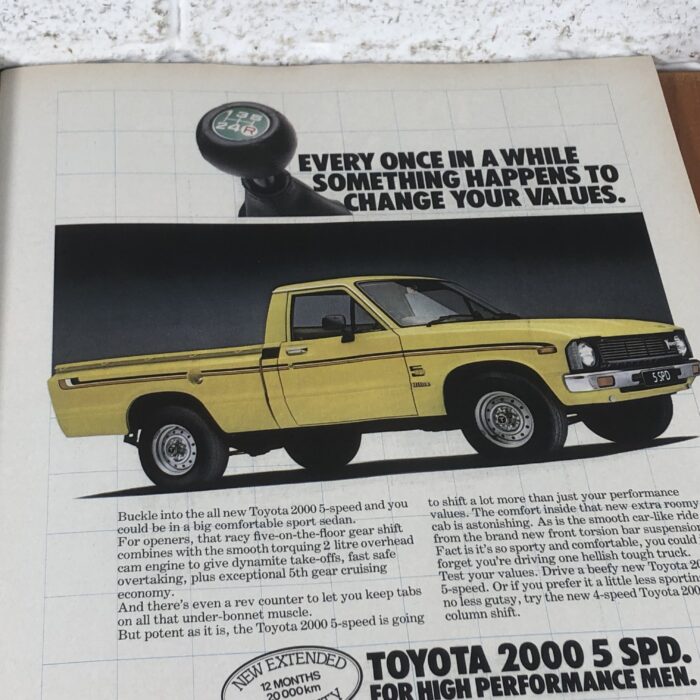 1 3 5
2 4 R
EVERY ONCE IN A WHILE
SOMETHING HAPPENS TO
CHANGE YOUR VALUES.
5 SPD
Buckle into the all new Toyota 2000 5-speed and you
could be in a big comfortable sport sedan.
For openers, that racy five-on-the-floor gear shift
combines with the smooth torquing 2 litre overhead
cam engine to give dynamite take-offs, fast safe
overtaking, plus exceptional 5th gear cruising
economy.
And there's even a rev counter to let you keep tabs
on all that under-bonnet muscle.
But potent as it is, the Toyota 2000 5-speed is going
to shift a lot more than just your performance
values. The comfort inside that new extra roomy
cab is astonishing. As is the smooth car-like ride
from the brand new front torsion bar suspension
Fact is it's so sporty and comfortable, you could
forget you're driving one hellish tough truck.
Test your values. Drive a beefy new Toyota
5-speed. Or if you prefer it a little less sporting
no less gutsy, try the new 4-speed Toyota 200
column shift.
NEW EXTENDED
12 MONTHS
20 000 km
TOYOTA 2000 5 SPD.
FOR HIGH PERFORMANCE MEN.